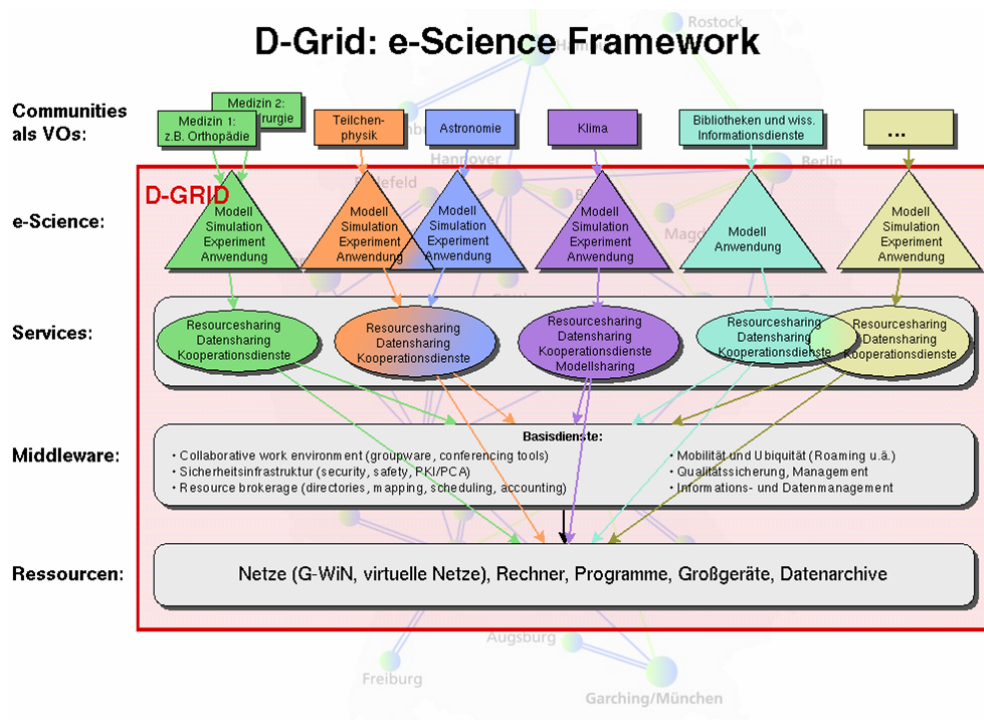 D-Grid: e-Science Framework
Rostock
Communities
als VOs:
Medizin 2:
Medizin 1:
z.B. Orthopädie
Teilchen-
physik
Astronomie
Klima
Bibliotheken und wiss.
Informationsdienste
...
Hannover
Berlin
D-GRID
e-Science:
Modell
Simulation
Experiment
Anwendung
Modell
Simulation
Experiment
Anwendung
Modell
Simulation
Experiment
Anwendung
Modell
Simulation
Experiment
Anwendung
Modell
Anwendung
Modell
Simulation
Experiment
Anwendung
Services:
Resourcesharing
Datensharing
Kooperationsdienste
Resourcesharing
Datensharing
Kooperationsdienste
Resourcesharing
Datensharing
Kooperationsdienste
Modellsharing
Resourcesharing
Datensharing
Kooperationsdienste
Resourcesharing
Datensharing
Kooperationsdienste
Middleware:
Basisdienste:
• Collaborative work environment (groupware, conferencing tools)
• Sicherheitsinfrastruktur (security, safety, PKI/PCA)
• Resource brokerage (directories, mapping, scheduling, accounting)
• Mobilität und Ubiquität (Roaming u.ä.)
• Qualitätssicherung, Management
• Informations- und Datenmanagement
Ressourcen:
Netze (G-WiN, virtuelle Netze), Rechner, Programme, Großgeräte, Datenarchive
Augsburg
Freiburg
Garching/München